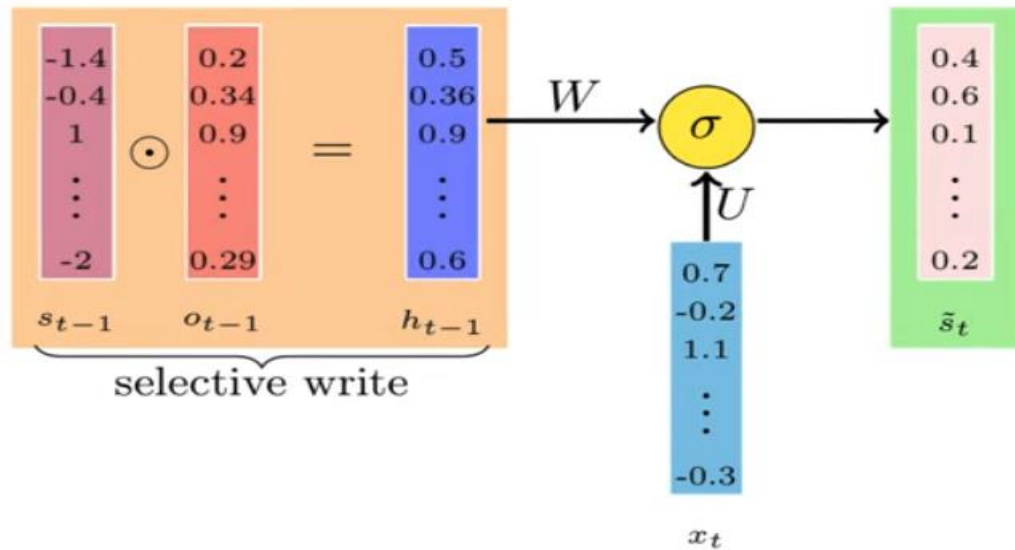 -1.4 0.2 0.5 0.4
-0.4 0.34 0.36 W 0.6
1 ⊙ 0.9 = 0.9 σ 0.1
⋮ ⋮ ⋮ ⋮
U
-2 0.29 0.6 0.2
0.7
-0.2
s_{t−1} o_{t−1} h_{t−1} s̃_t
1.1
selective write
⋮
-0.3
x_t